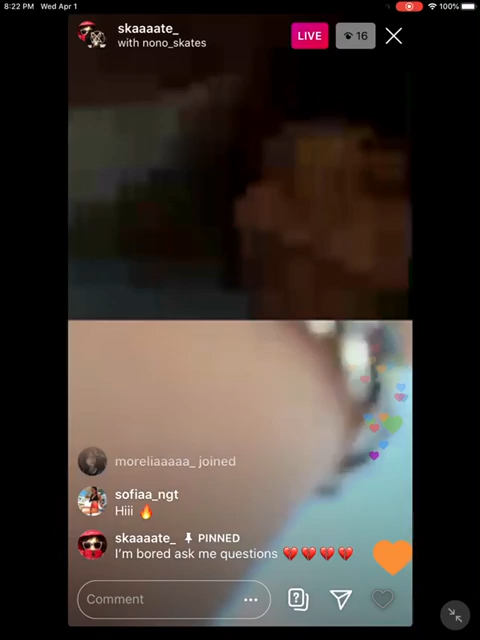 8:22 PM Wed Apr 1
100%
skaaaate_
with nono_skates
LIVE
16
moreliaaaaa_ joined
sofiaa_ngt
Hiii 🔥
skaaaate_ PINNED
I'm bored ask me questions 💔💔💔💔
Comment